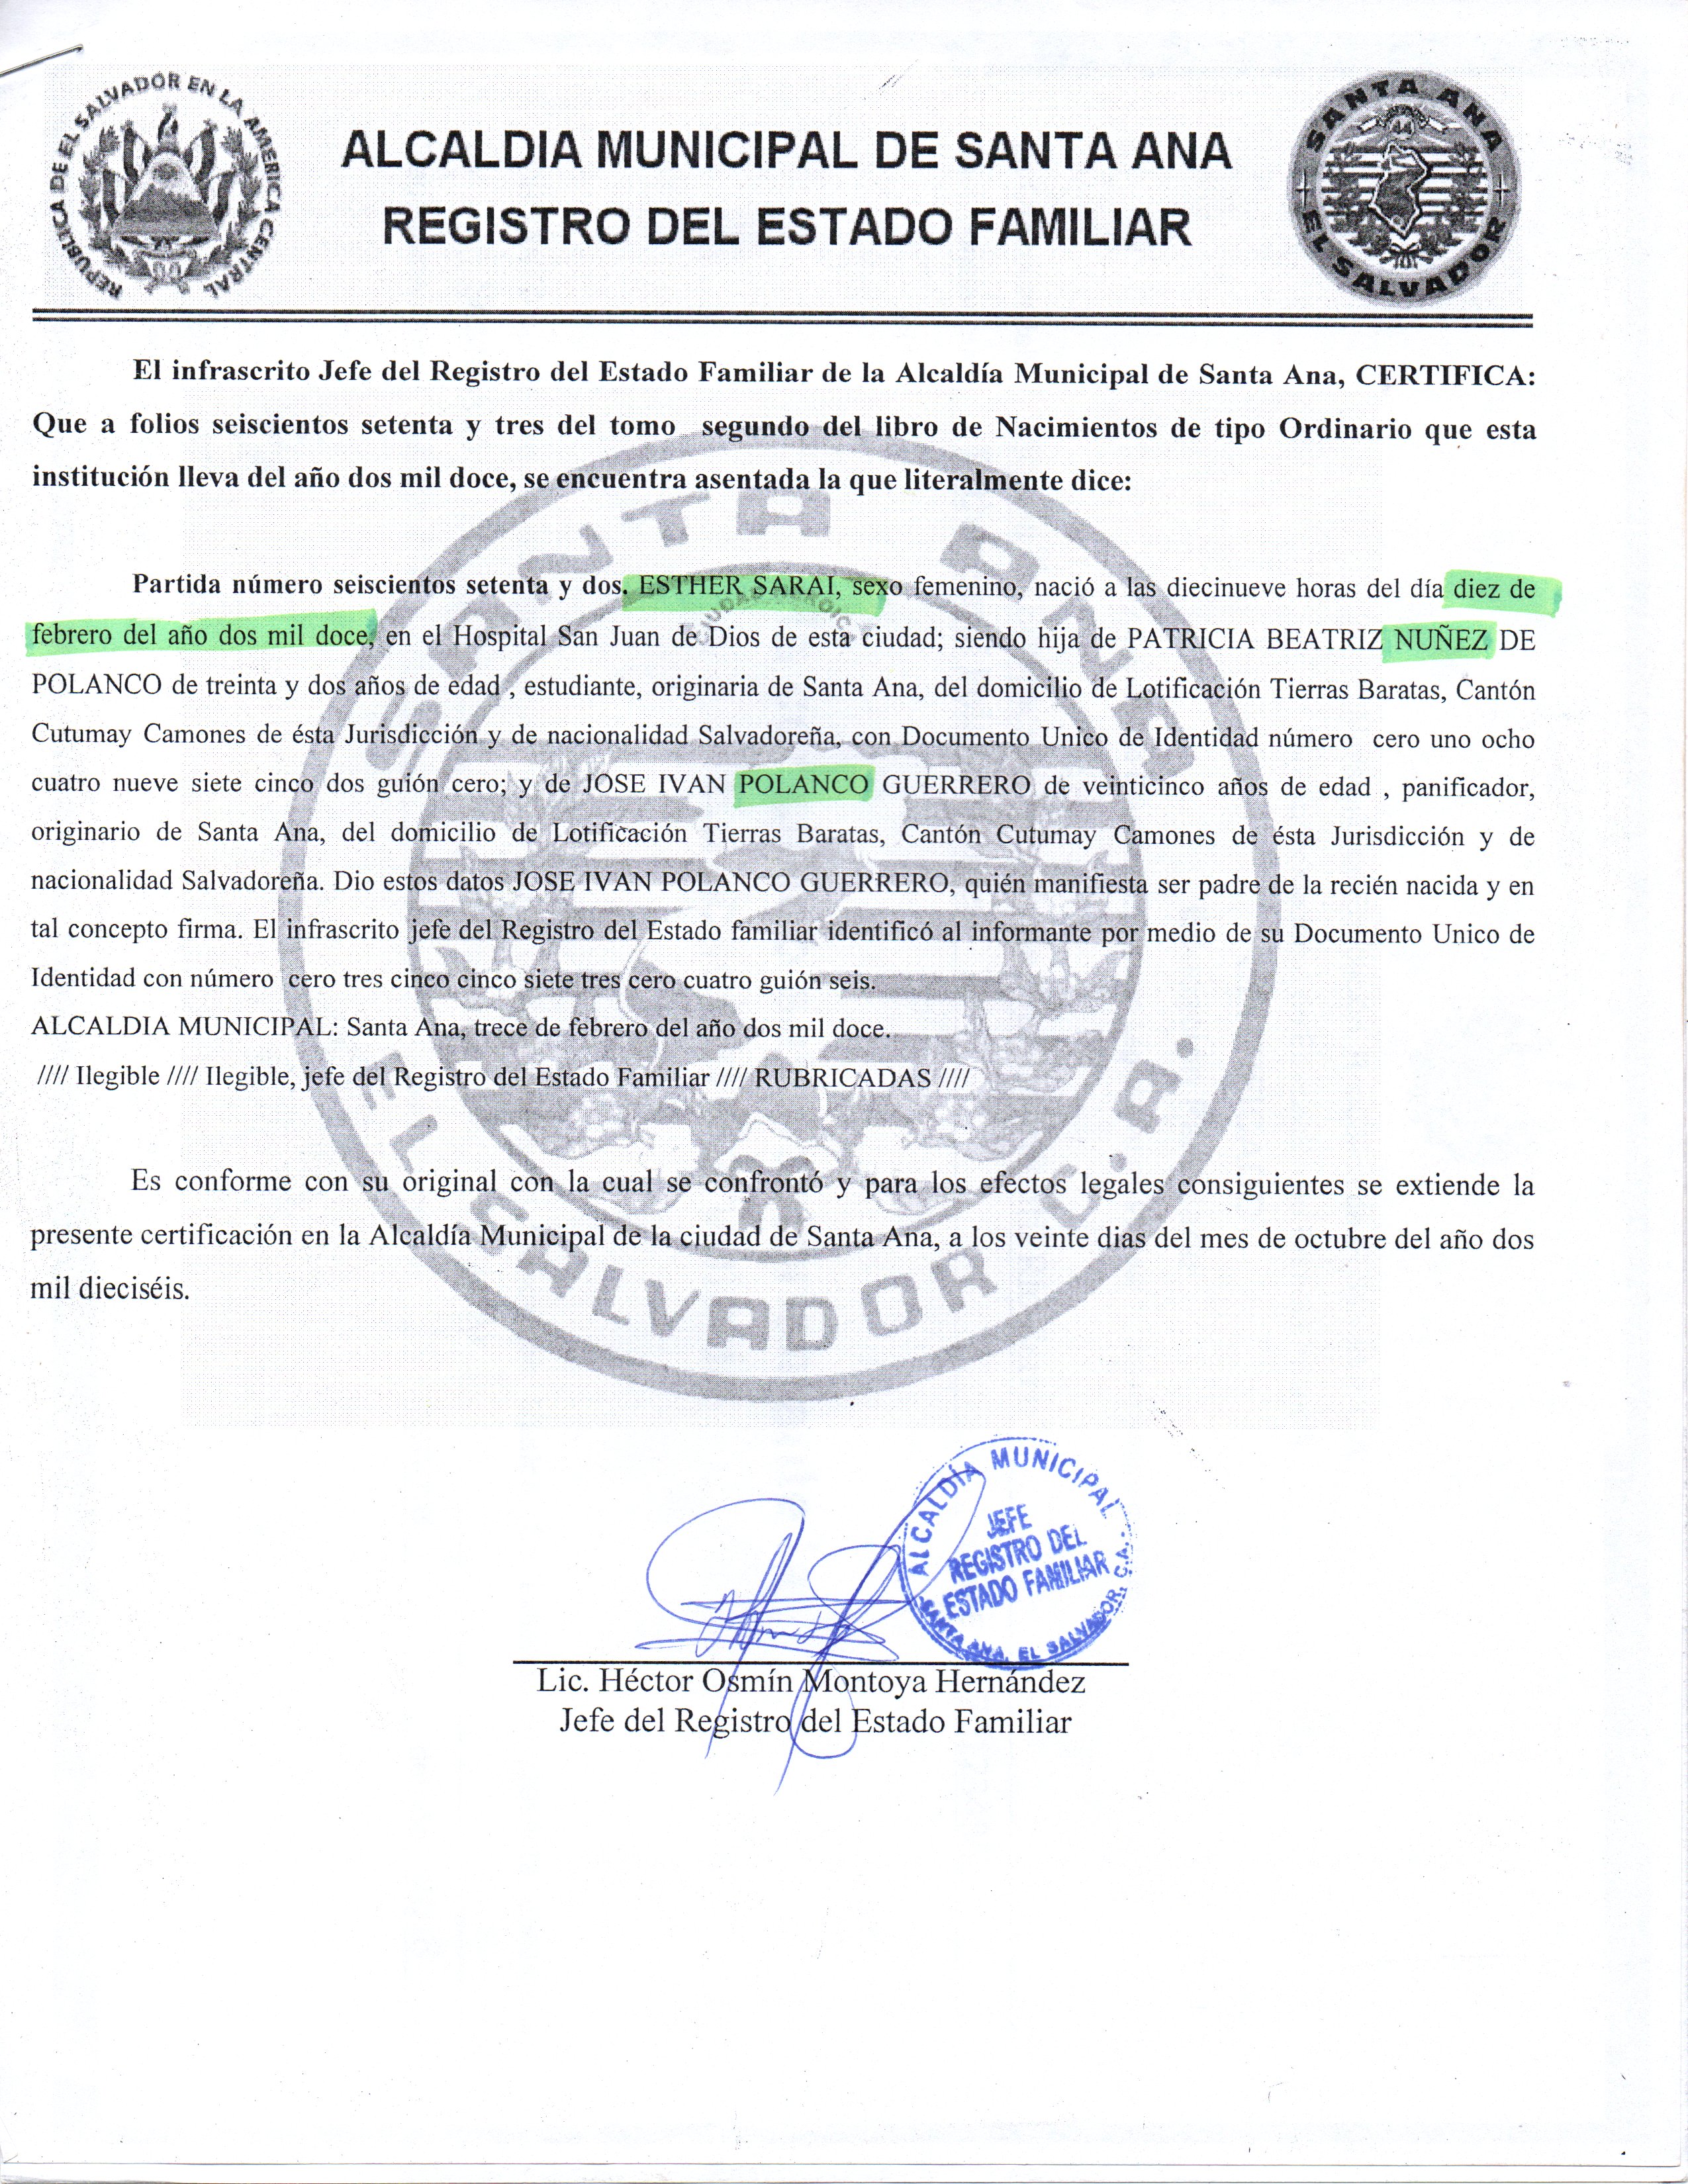 REPUBLICA DE EL SALVADOR EN LA AMERICA CENTRAL
ALCALDIA MUNICIPAL DE SANTA ANA
REGISTRO DEL ESTADO FAMILIAR
SANTA ANA
EL SALVADOR
El infrascrito Jefe del Registro del Estado Familiar de la Alcaldía Municipal de Santa Ana, CERTIFICA:
Que a folios seiscientos setenta y tres del tomo segundo del libro de Nacimientos de tipo Ordinario que esta
institución lleva del año dos mil doce, se encuentra asentada la que literalmente dice:
Partida número seiscientos setenta y dos. ESTHER SARAI, sexo femenino, nació a las diecinueve horas del día diez de
febrero del año dos mil doce, en el Hospital San Juan de Dios de esta ciudad; siendo hija de PATRICIA BEATRIZ NUÑEZ DE
POLANCO de treinta y dos años de edad , estudiante, originaria de Santa Ana, del domicilio de Lotificación Tierras Baratas, Cantón
Cutumay Camones de ésta Jurisdicción y de nacionalidad Salvadoreña, con Documento Unico de Identidad número cero uno ocho
cuatro nueve siete cinco dos guión cero; y de JOSE IVAN POLANCO GUERRERO de veinticinco años de edad , panificador,
originario de Santa Ana, del domicilio de Lotificación Tierras Baratas, Cantón Cutumay Camones de ésta Jurisdicción y de
nacionalidad Salvadoreña. Dio estos datos JOSE IVAN POLANCO GUERRERO, quién manifiesta ser padre de la recién nacida y en
tal concepto firma. El infrascrito jefe del Registro del Estado familiar identificó al informante por medio de su Documento Unico de
Identidad con número cero tres cinco cinco siete tres cero cuatro guión seis.
ALCALDIA MUNICIPAL: Santa Ana, trece de febrero del año dos mil doce.
//// Ilegible //// Ilegible, jefe del Registro del Estado Familiar //// RUBRICADAS ////
Es conforme con su original con la cual se confrontó y para los efectos legales consiguientes se extiende la
presente certificación en la Alcaldía Municipal de la ciudad de Santa Ana, a los veinte dias del mes de octubre del año dos
mil dieciséis.
SANTA ANA
EL SALVADOR C.A.
ALCALDÍA MUNICIPAL
JEFE
REGISTRO DEL
ESTADO FAMILIAR
SANTA ANA, EL SALVADOR, C.A.
Lic. Héctor Osmín Montoya Hernández
Jefe del Registro del Estado Familiar